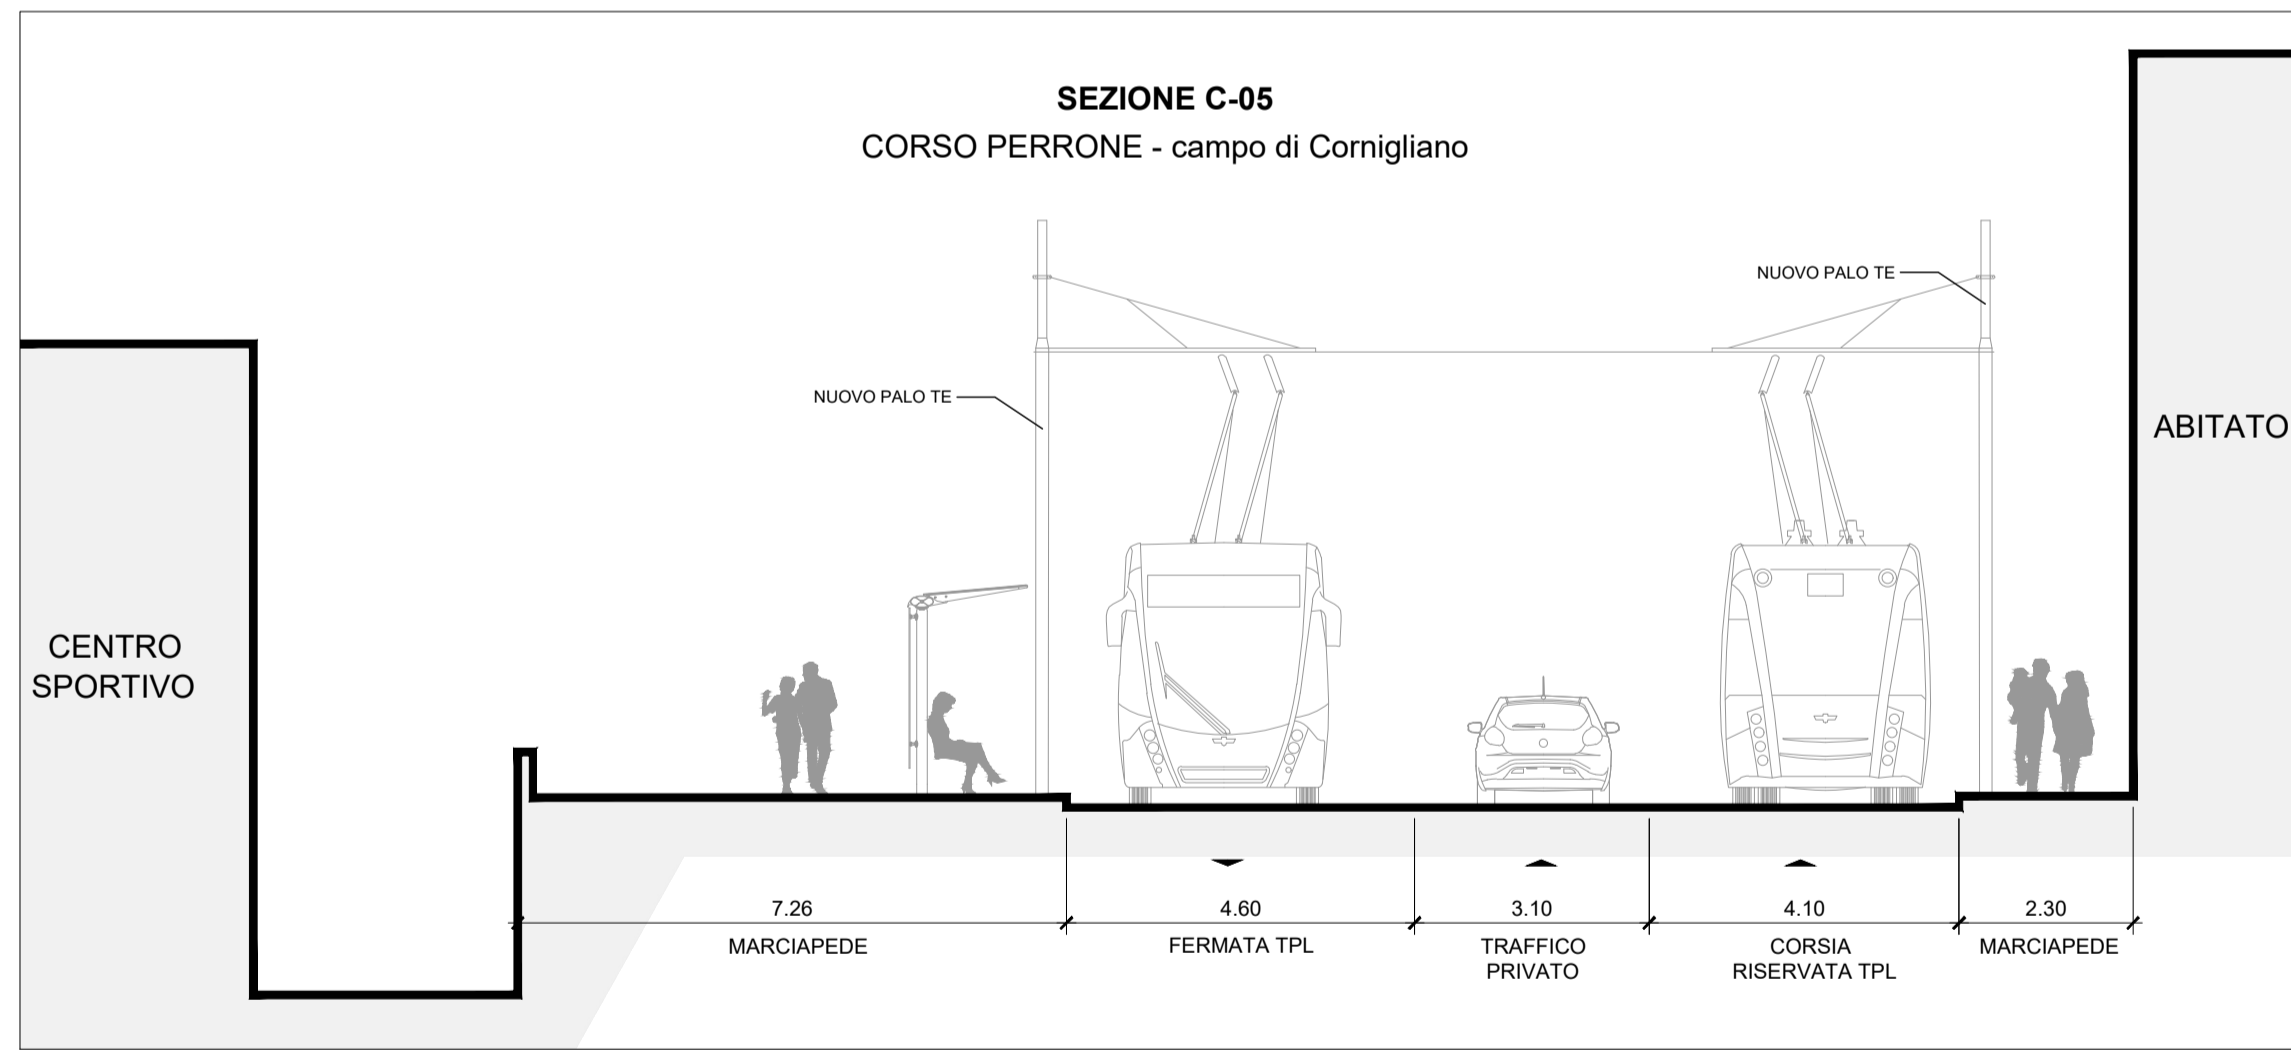 SEZIONE C-05
CORSO PERRONE - campo di Cornigliano
NUOVO PALO TE
NUOVO PALO TE
ABITATO
CENTRO
SPORTIVO
7.26
4.60
3.10
4.10
2.30
MARCIAPEDE
FERMATA TPL
TRAFFICO
PRIVATO
CORSIA
RISERVATA TPL
MARCIAPEDE